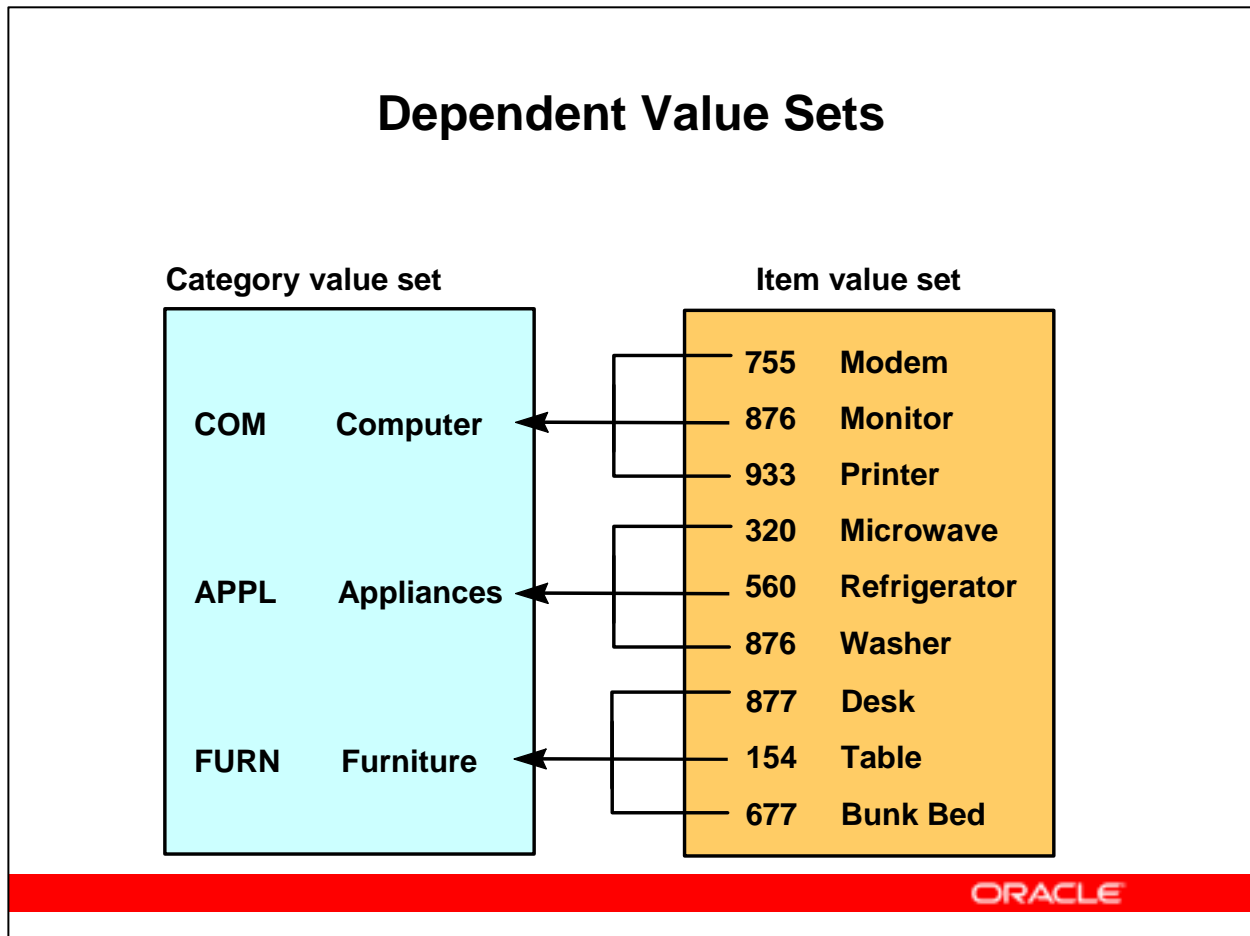 Dependent Value Sets
Category value set
COM Computer
APPL Appliances
FURN Furniture
Item value set
755 Modem
876 Monitor
933 Printer
320 Microwave
560 Refrigerator
876 Washer
877 Desk
154 Table
677 Bunk Bed
ORACLE